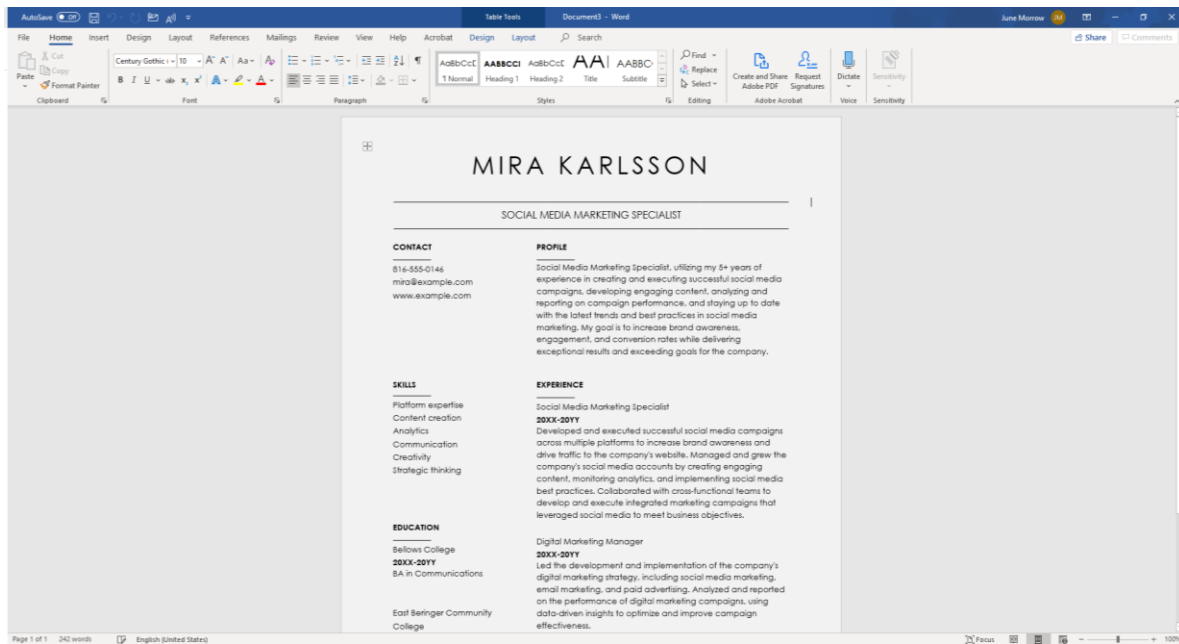 AutoSave Off
Table Tools
Document3 - Word
June Morrow JM
File Home Insert Design Layout References Mailings Review View Help Acrobat Design Layout Search
Share Comments
Paste
Cut
Copy
Format Painter
Clipboard
Century Gothic 10
Font
Paragraph
AaBbCcD AABBCCI AaBbCcD AA AABBC
1 Normal Heading 1 Heading 2 Title Subtitle
Styles
Find
Replace
Select
Editing
Create and Share
Adobe PDF
Request
Signatures
Adobe Acrobat
Dictate
Voice
Sensitivity
Sensitivity
MIRA KARLSSON
SOCIAL MEDIA MARKETING SPECIALIST
CONTACT
816-555-0146
mira@example.com
www.example.com
PROFILE
Social Media Marketing Specialist, utilizing my 5+ years of
experience in creating and executing successful social media
campaigns, developing engaging content, analyzing and
reporting on campaign performance, and staying up to date
with the latest trends and best practices in social media
marketing. My goal is to increase brand awareness,
engagement, and conversion rates while delivering
exceptional results and exceeding goals for the company.
SKILLS
Platform expertise
Content creation
Analytics
Communication
Creativity
Strategic thinking
EXPERIENCE
Social Media Marketing Specialist
20XX-20YY
Developed and executed successful social media campaigns
across multiple platforms to increase brand awareness and
drive traffic to the company's website. Managed and grew the
company's social media accounts by creating engaging
content, monitoring analytics, and implementing social media
best practices. Collaborated with cross-functional teams to
develop and execute integrated marketing campaigns that
leveraged social media to meet business objectives.
EDUCATION
Bellows College
20XX-20YY
BA in Communications
East Beringer Community
College
Digital Marketing Manager
20XX-20YY
Led the development and implementation of the company's
digital marketing strategy, including social media marketing,
email marketing, and paid advertising. Analyzed and reported
on the performance of digital marketing campaigns, using
data-driven insights to optimize and improve campaign
effectiveness.
Page 1 of 1 242 words English (United States)
Focus
100%